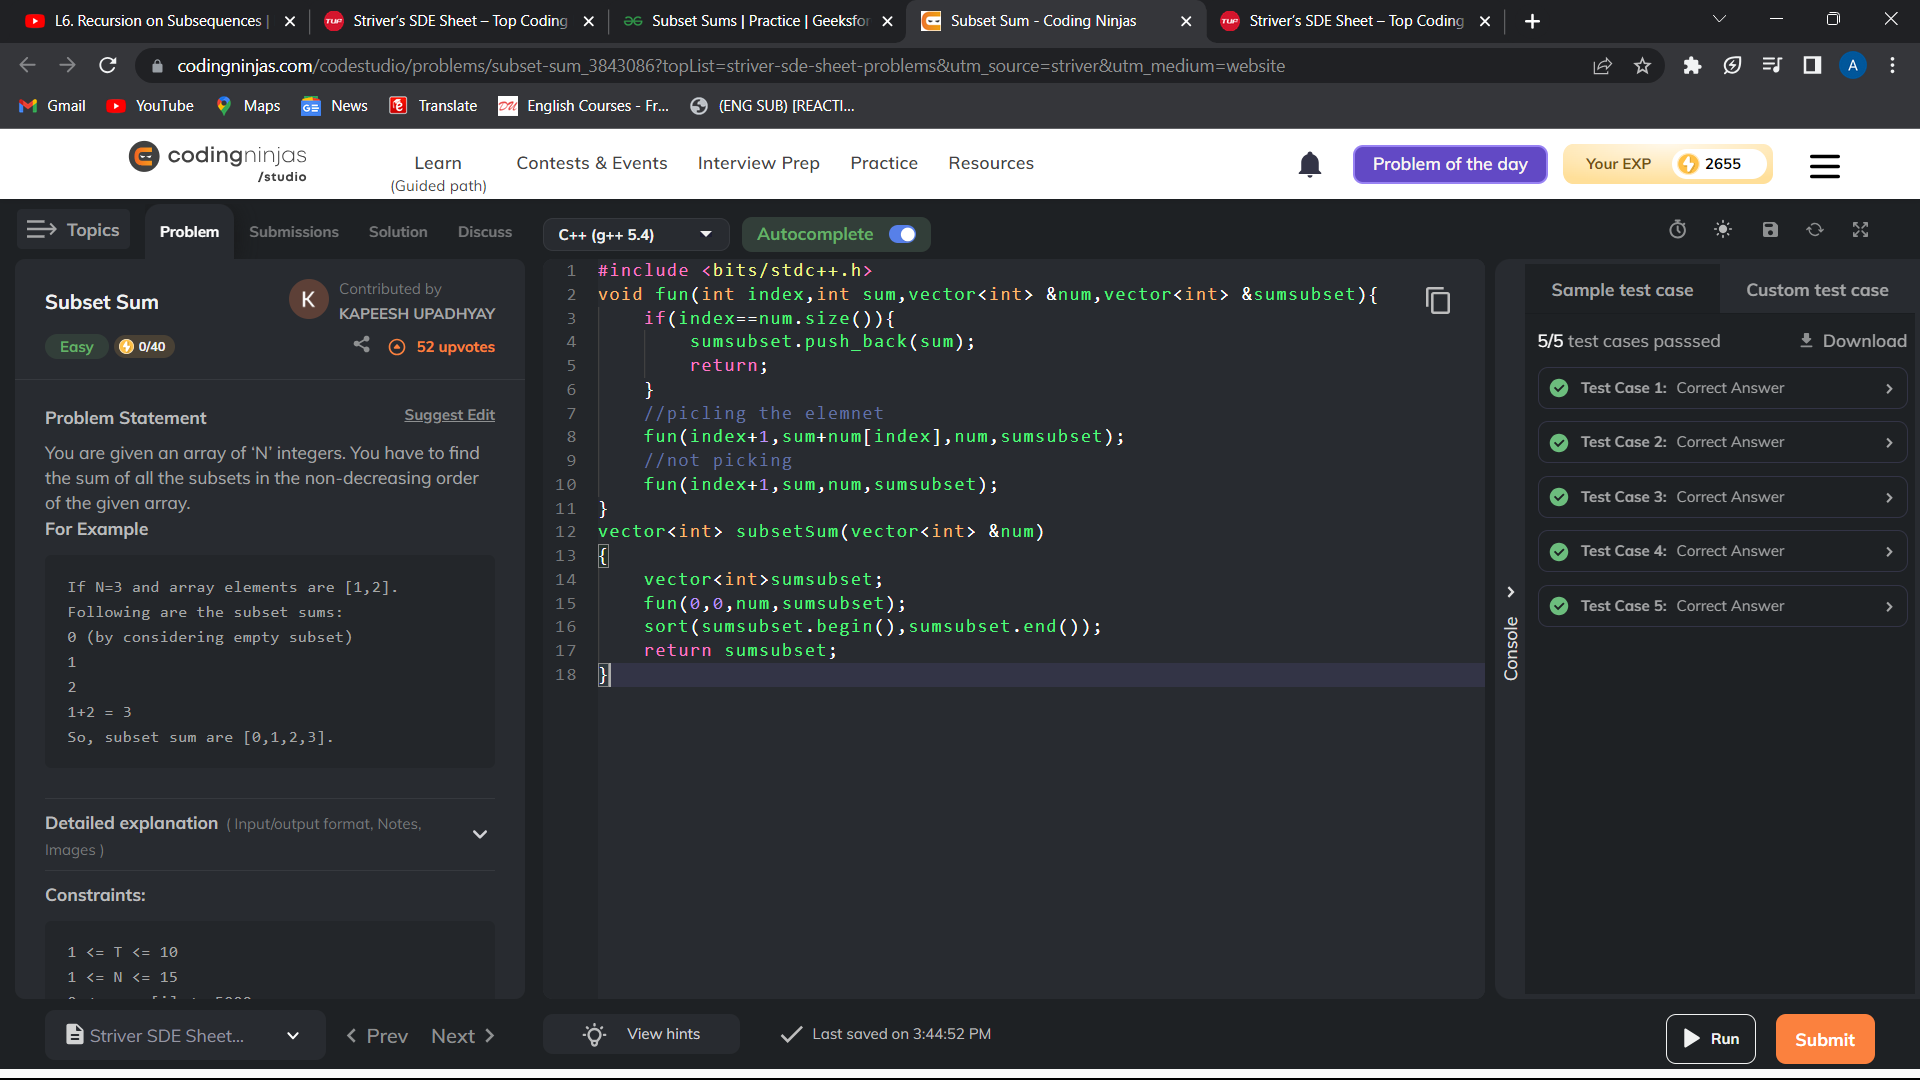 L6. Recursion on Subsequences |
Striver's SDE Sheet – Top Coding
Subset Sums | Practice | Geeksfor
Subset Sum - Coding Ninjas
Striver's SDE Sheet – Top Coding
codingninjas.com/codestudio/problems/subset-sum_3843086?topList=striver-sde-sheet-problems&utm_source=striver&utm_medium=website
A
Gmail
YouTube
Maps
News
Translate
English Courses - Fr...
(ENG SUB) [REACTI...
codingninjas
/studio
Learn
(Guided path)
Contests & Events
Interview Prep
Practice
Resources
Problem of the day
Your EXP
2655
Topics
Problem
Submissions
Solution
Discuss
C++ (g++ 5.4)
Autocomplete
Subset Sum
K
Contributed by
KAPEESH UPADHYAY
Easy
0/40
52 upvotes
Problem Statement
Suggest Edit
You are given an array of ‘N’ integers. You have to find
the sum of all the subsets in the non-decreasing order
of the given array.
For Example
If N=3 and array elements are [1,2].
Following are the subset sums:
0 (by considering empty subset)
1
2
1+2 = 3
So, subset sum are [0,1,2,3].
Detailed explanation ( Input/output format, Notes,
Images )
Constraints:
1 <= T <= 10
1 <= N <= 15
1 #include <bits/stdc++.h>
2 void fun(int index,int sum,vector<int> &num,vector<int> &sumsubset){
3 if(index==num.size()){
4 sumsubset.push_back(sum);
5 return;
6 }
7 //picling the elemnet
8 fun(index+1,sum+num[index],num,sumsubset);
9 //not picking
10 fun(index+1,sum,num,sumsubset);
11 }
12 vector<int> subsetSum(vector<int> &num)
13 {
14 vector<int>sumsubset;
15 fun(0,0,num,sumsubset);
16 sort(sumsubset.begin(),sumsubset.end());
17 return sumsubset;
18 }
Console
Sample test case
Custom test case
5/5 test cases passsed
Download
Test Case 1: Correct Answer
Test Case 2: Correct Answer
Test Case 3: Correct Answer
Test Case 4: Correct Answer
Test Case 5: Correct Answer
Striver SDE Sheet...
Prev
Next
View hints
Last saved on 3:44:52 PM
Run
Submit